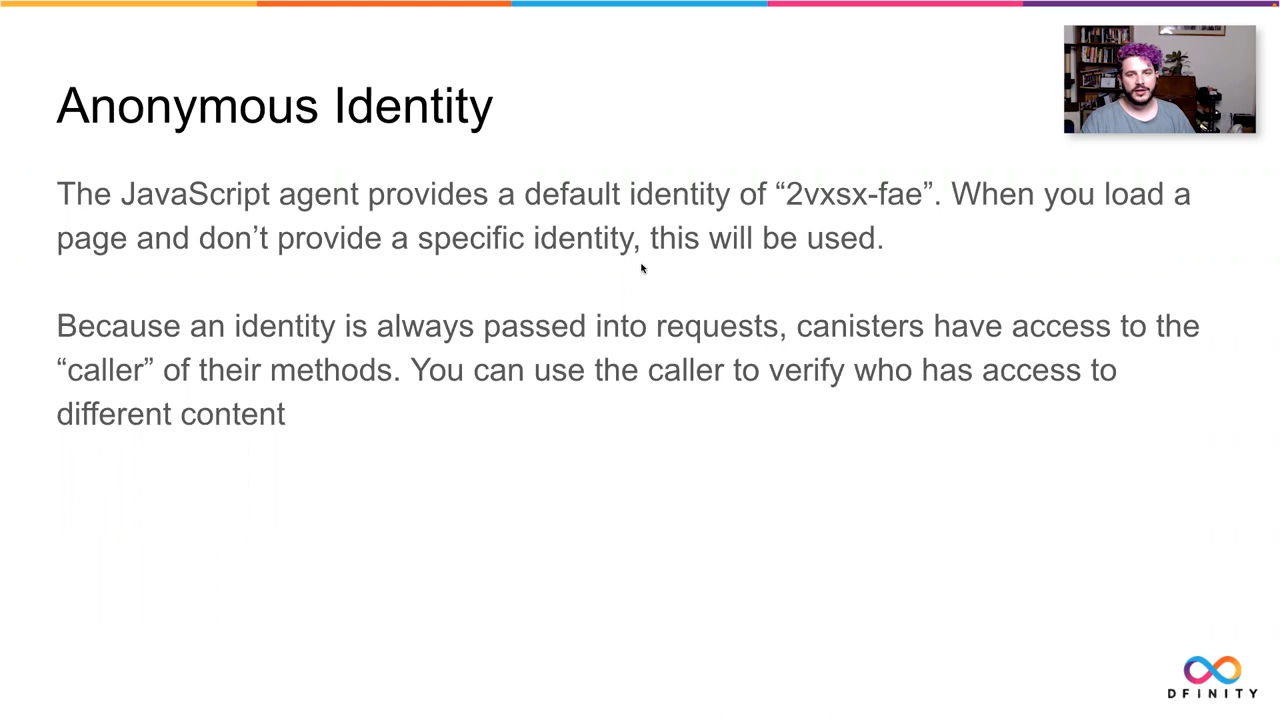 Anonymous Identity
The JavaScript agent provides a default identity of “2vxsx-fae”. When you load a
page and don’t provide a specific identity, this will be used.
Because an identity is always passed into requests, canisters have access to the
“caller” of their methods. You can use the caller to verify who has access to
different content
DFINITY